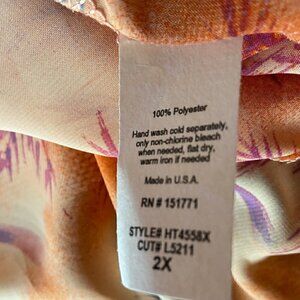 100% Polyester
Hand wash cold separately,
only non-chlorine bleach
when needed, flat dry,
warm iron if needed.
Made in U.S.A.
RN # 151771
STYLE# HT4558X
CUT# L5211
2X